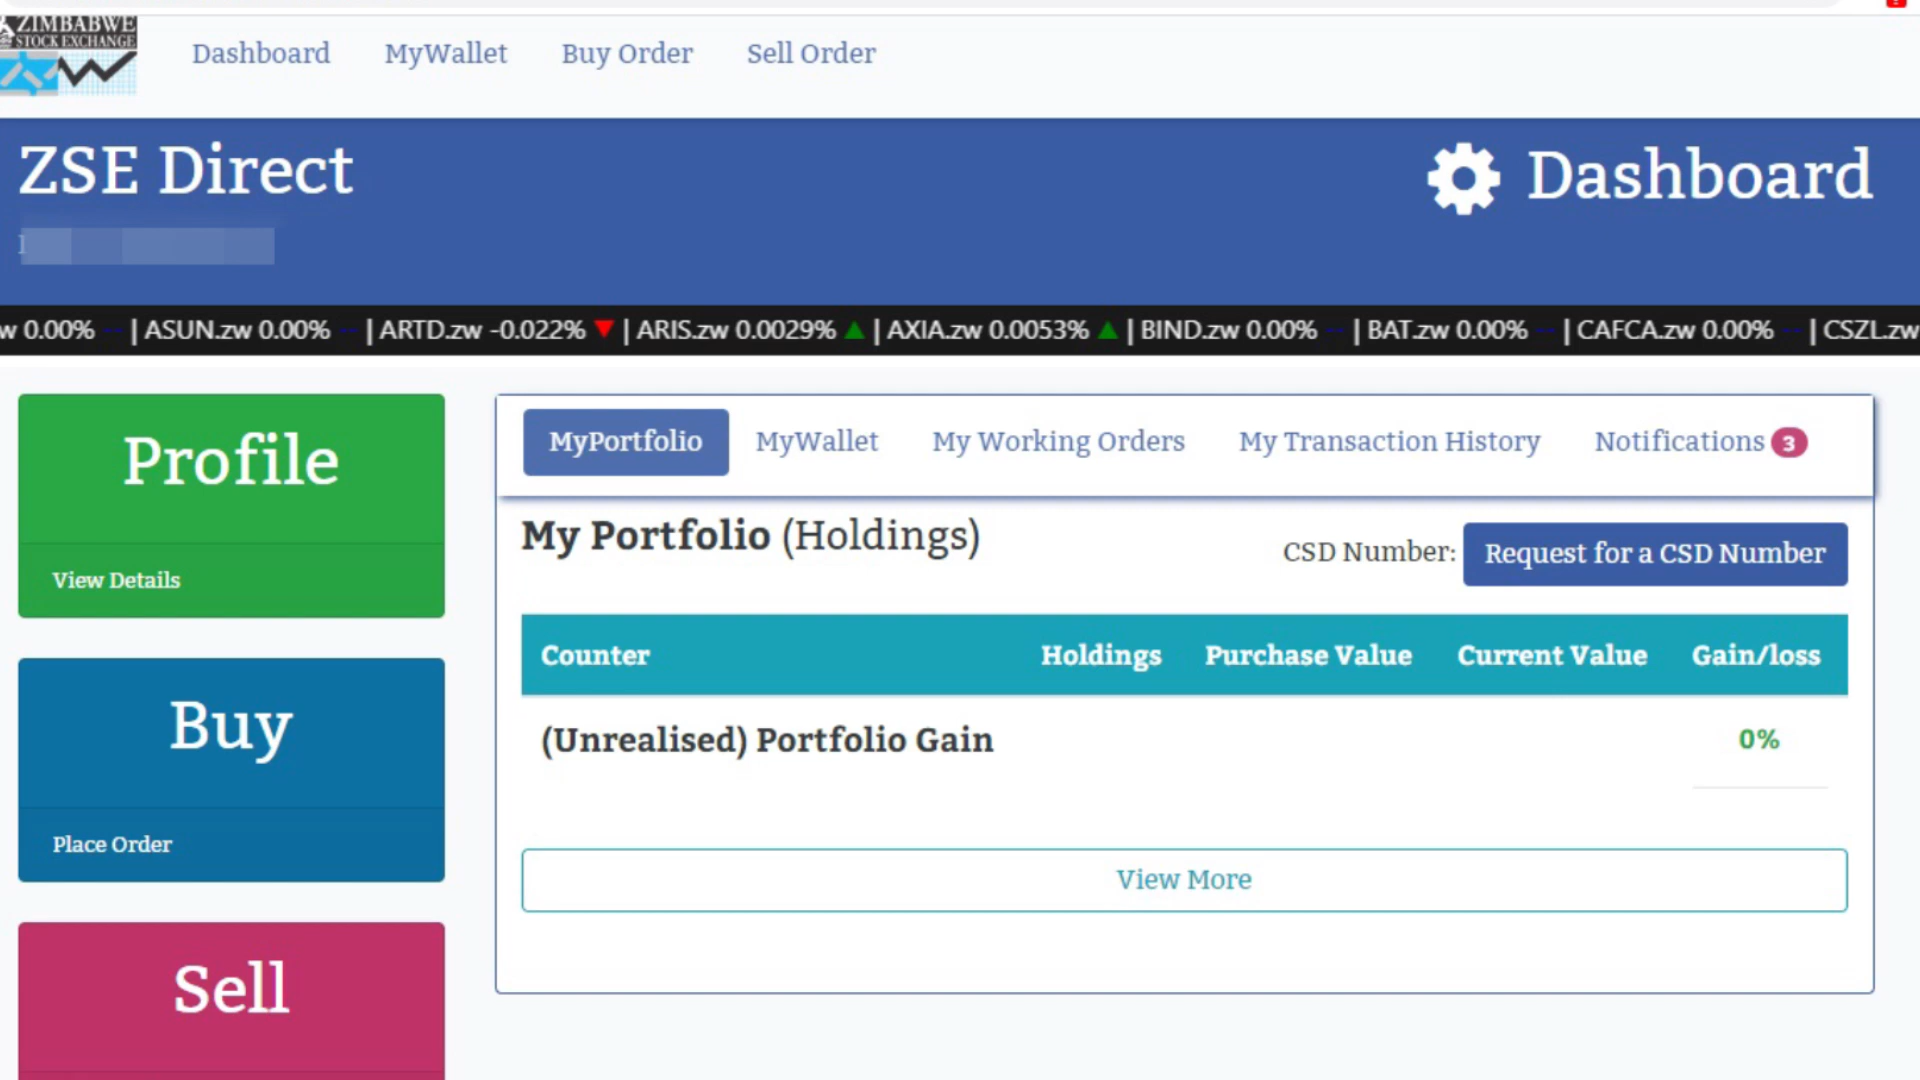 ZIMBABWE
STOCK EXCHANGE
Dashboard MyWallet Buy Order Sell Order
ZSE Direct
Dashboard
w 0.00% -- | ASUN.zw 0.00% -- | ARTD.zw -0.022% ▼ | ARIS.zw 0.0029% ▲ | AXIA.zw 0.0053% ▲ | BIND.zw 0.00% -- | BAT.zw 0.00% -- | CAFCA.zw 0.00% -- | CSZL.zw
Profile
View Details
Buy
Place Order
Sell
MyPortfolio MyWallet My Working Orders My Transaction History Notifications 3
My Portfolio (Holdings)
CSD Number: Request for a CSD Number
Counter Holdings Purchase Value Current Value Gain/loss
(Unrealised) Portfolio Gain 0%
View More